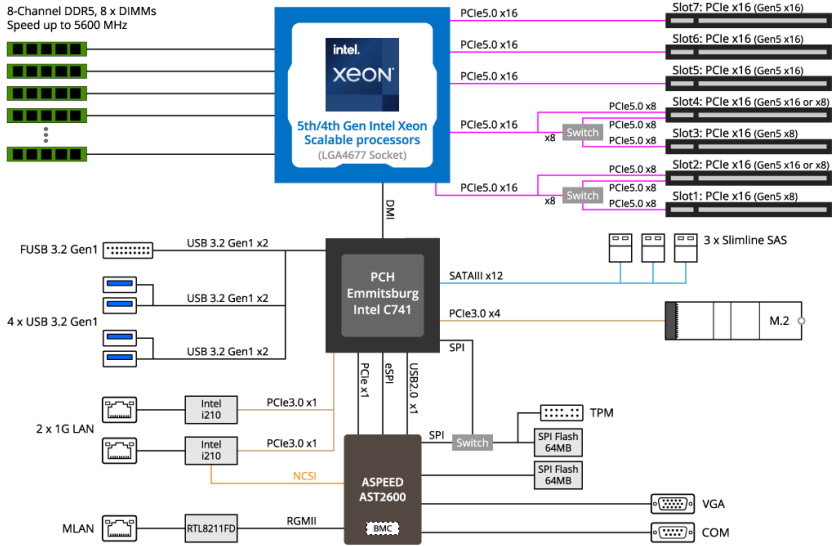 8-Channel DDR5, 8 x DIMMs
Speed up to 5600 MHz
intel.
xeon
5th/4th Gen Intel Xeon
Scalable processors
(LGA4677 Socket)
PCIe5.0 x16
Slot7: PCIe x16 (Gen5 x16)
PCIe5.0 x16
Slot6: PCIe x16 (Gen5 x16)
PCIe5.0 x16
Slot5: PCIe x16 (Gen5 x16)
PCIe5.0 x16
x8
Switch
PCIe5.0 x8
PCIe5.0 x8
PCIe5.0 x8
Slot4: PCIe x16 (Gen5 x16 or x8)
Slot3: PCIe x16 (Gen5 x8)
PCIe5.0 x16
x8
Switch
PCIe5.0 x8
PCIe5.0 x8
PCIe5.0 x8
Slot2: PCIe x16 (Gen5 x16 or x8)
Slot1: PCIe x16 (Gen5 x8)
DMI
FUSB 3.2 Gen1
USB 3.2 Gen1 x2
4 x USB 3.2 Gen1
USB 3.2 Gen1 x2
USB 3.2 Gen1 x2
PCH
Emmitsburg
Intel C741
SATAIII x12
3 x Slimline SAS
PCIe3.0 x4
M.2
SPI
PCIe x1
eSPI
USB2.0 x1
2 x 1G LAN
Intel
i210
PCIe3.0 x1
Intel
i210
PCIe3.0 x1
NCSI
SPI
Switch
TPM
SPI Flash
64MB
SPI Flash
64MB
ASPEED
AST2600
BMC
MLAN
RTL8211FD
RGMII
VGA
COM